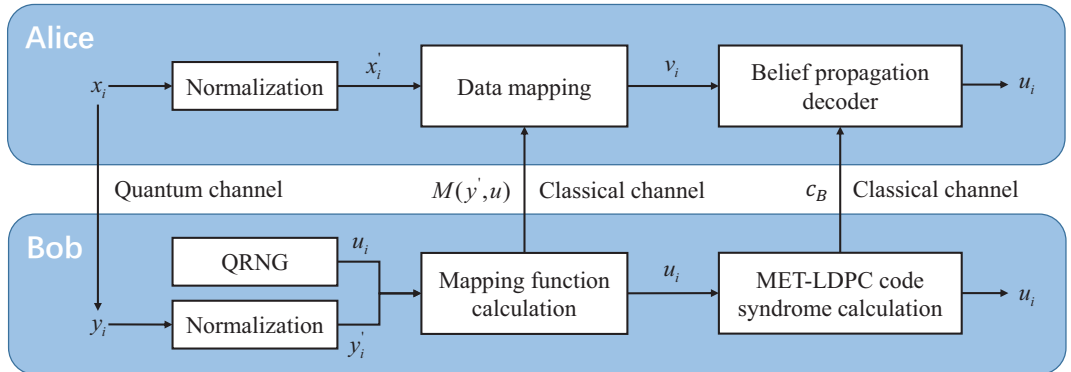 Alice
x_i
Normalization
x_i'
Data mapping
v_i
Belief propagation
decoder
u_i
Quantum channel
M(y',u)
Classical channel
c_B
Classical channel
Bob
QRNG
u_i
y_i
Normalization
y_i'
Mapping function
calculation
u_i
MET-LDPC code
syndrome calculation
u_i